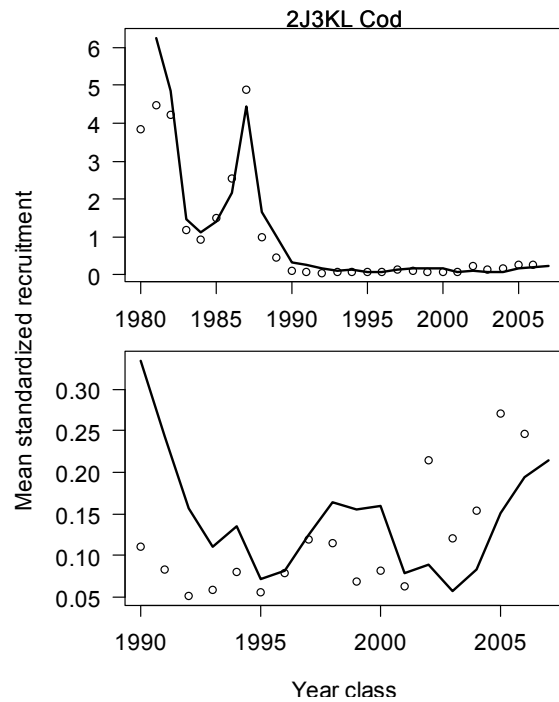 2J3KL Cod
6
5
4
3
2
1
0
1980 1985 1990 1995 2000 2005
Mean standardized recruitment
0.30
0.25
0.20
0.15
0.10
0.05
1990 1995 2000 2005
Year class